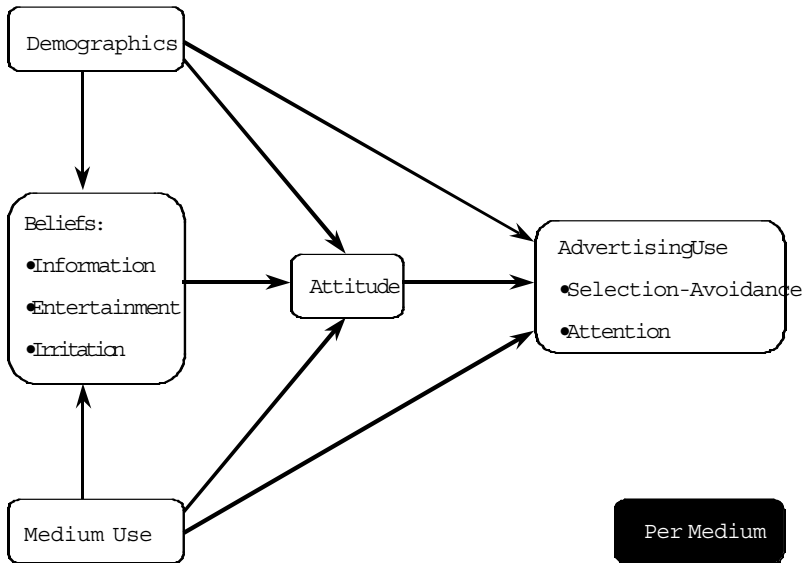 Demographics
Beliefs:
•Information
•Entertainment
•Irritation
Attitude
AdvertisingUse
•Selection-Avoidance
•Attention
Medium Use
Per Medium